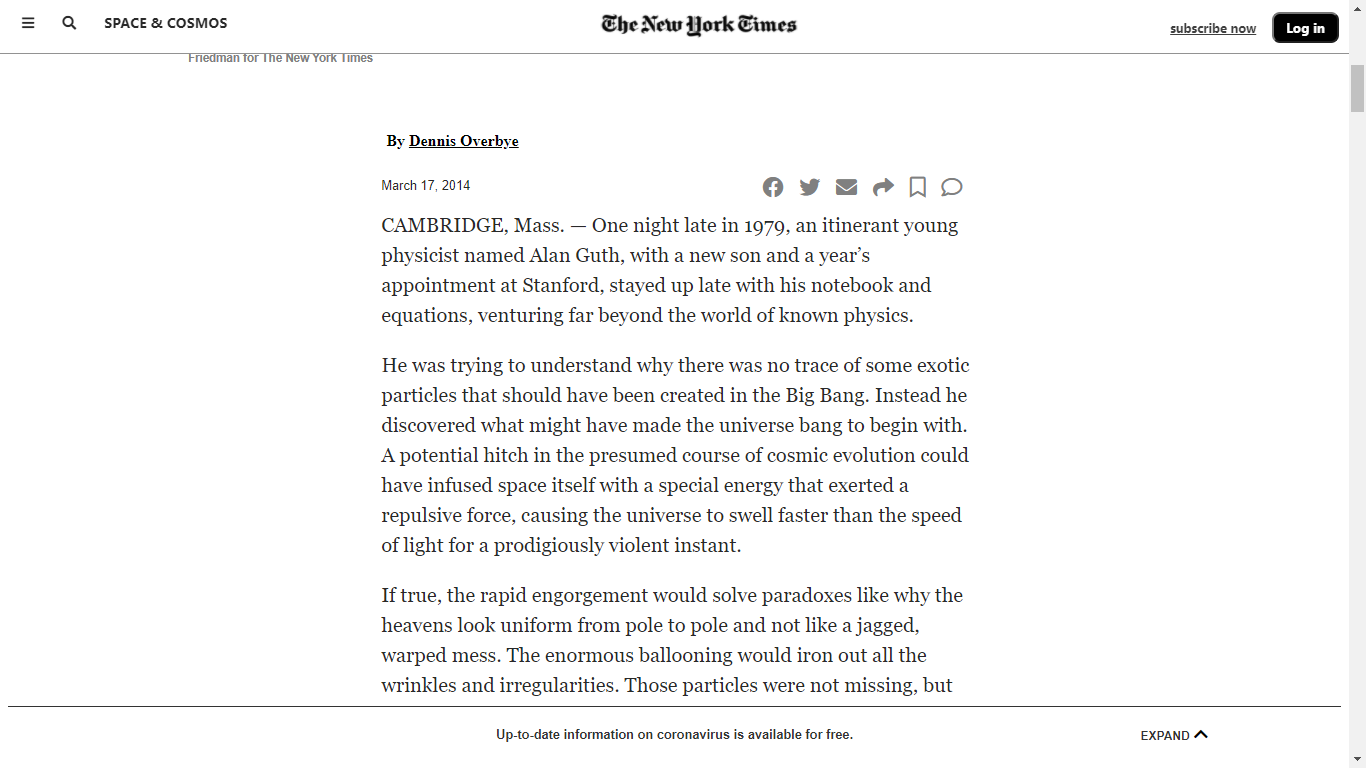 SPACE & COSMOS
The New York Times
subscribe now
Log in
Friedman for The New York Times
By Dennis Overbye
March 17, 2014
CAMBRIDGE, Mass. — One night late in 1979, an itinerant young
physicist named Alan Guth, with a new son and a year’s
appointment at Stanford, stayed up late with his notebook and
equations, venturing far beyond the world of known physics.
He was trying to understand why there was no trace of some exotic
particles that should have been created in the Big Bang. Instead he
discovered what might have made the universe bang to begin with.
A potential hitch in the presumed course of cosmic evolution could
have infused space itself with a special energy that exerted a
repulsive force, causing the universe to swell faster than the speed
of light for a prodigiously violent instant.
If true, the rapid engorgement would solve paradoxes like why the
heavens look uniform from pole to pole and not like a jagged,
warped mess. The enormous ballooning would iron out all the
wrinkles and irregularities. Those particles were not missing, but
Up-to-date information on coronavirus is available for free.
EXPAND